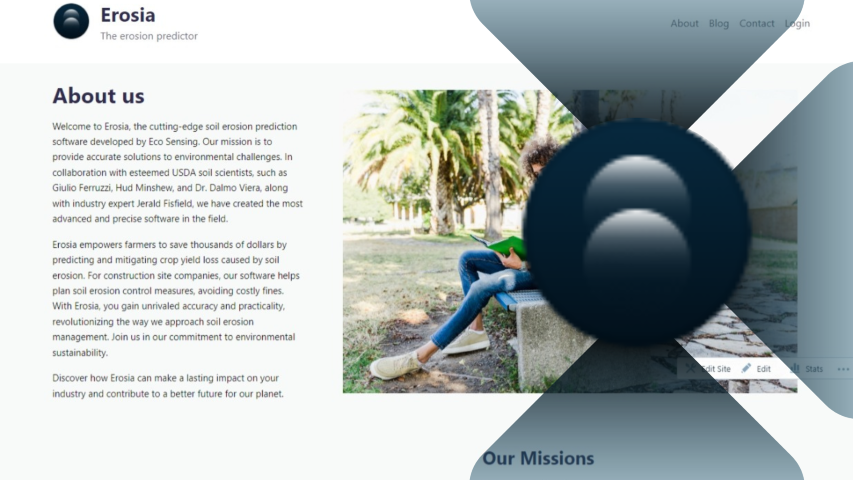 Erosia
The erosion predictor
About Blog Contact Login
About us
Welcome to Erosia, the cutting-edge soil erosion prediction
software developed by Eco Sensing. Our mission is to
provide accurate solutions to environmental challenges. In
collaboration with esteemed USDA soil scientists, such as
Giulio Ferruzzi, Hud Minshew, and Dr. Dalmo Viera, along
with industry expert Jerald Fisfield, we have created the most
advanced and precise software in the field.
Erosia empowers farmers to save thousands of dollars by
predicting and mitigating crop yield loss caused by soil
erosion. For construction site companies, our software helps
plan soil erosion control measures, avoiding costly fines.
With Erosia, you gain unrivaled accuracy and practicality,
revolutionizing the way we approach soil erosion
management. Join us in our commitment to environmental
sustainability.
Discover how Erosia can make a lasting impact on your
industry and contribute to a better future for our planet.
Edit Site Edit Stats
Our Missions